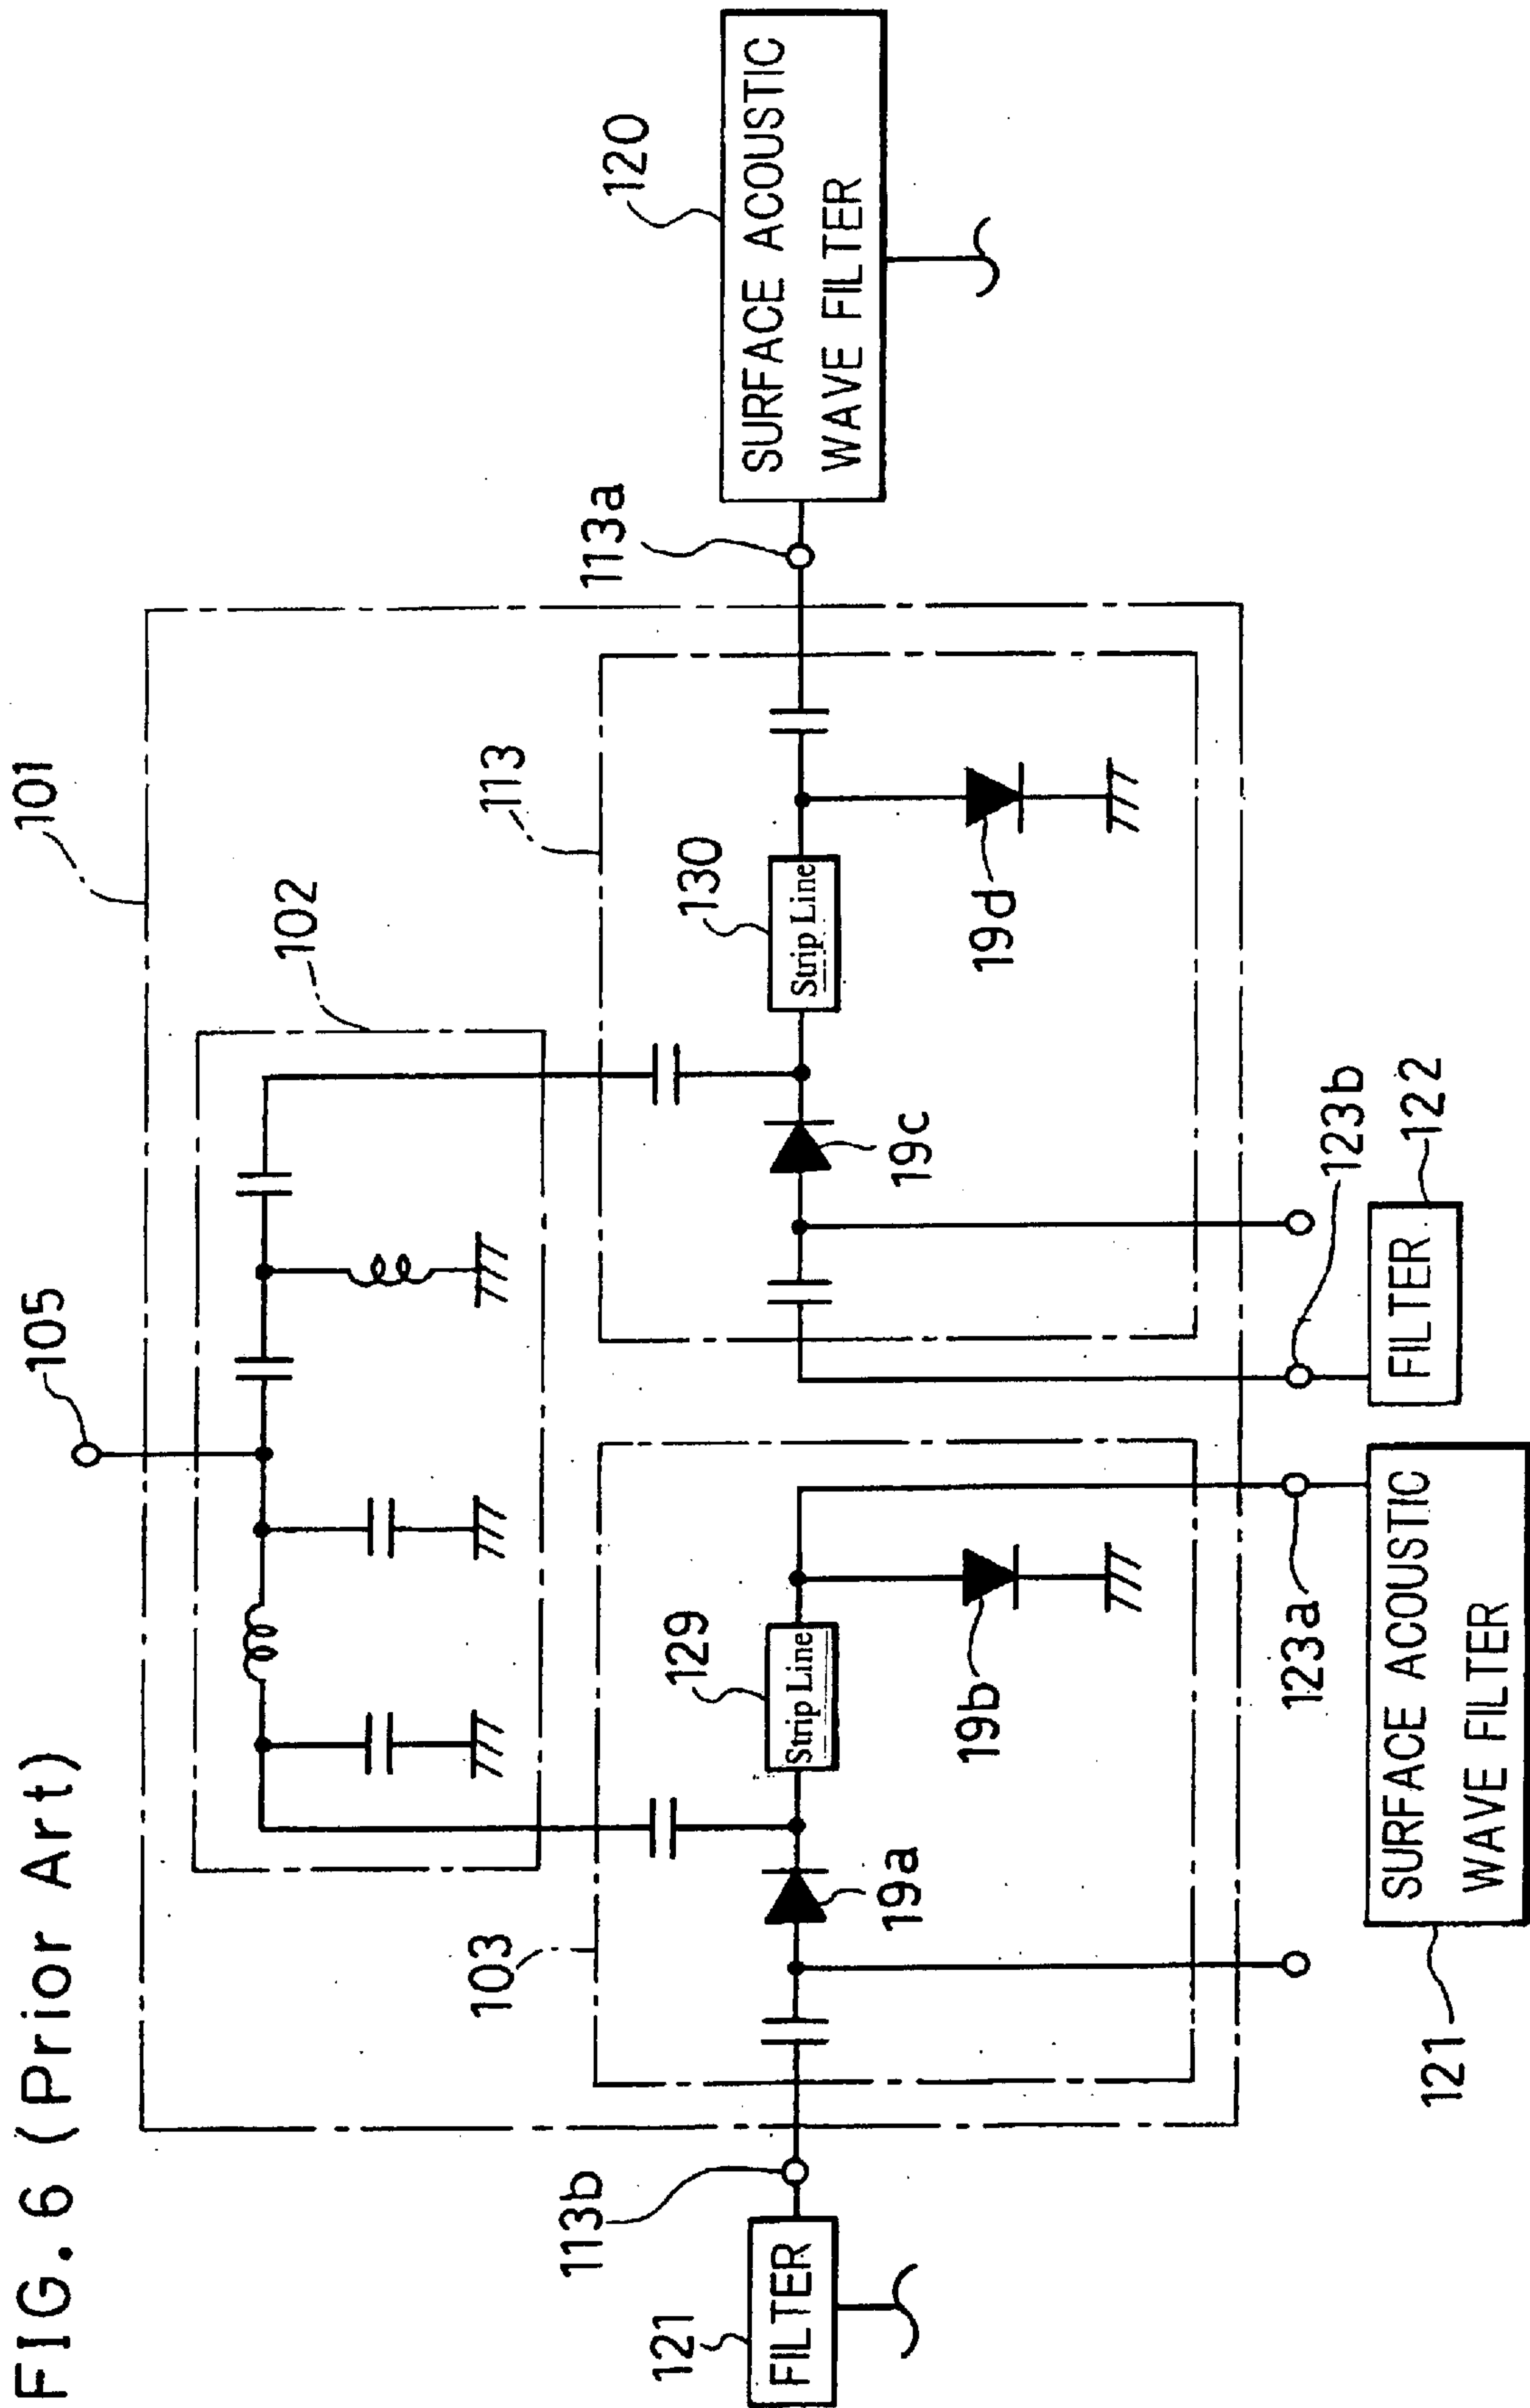 FIG. 6 (Prior Art)
101
105
102
103
113
113b
121
FILTER
19a
129
Strip Line
19b
19c
130
Strip Line
19d
113a
120
SURFACE ACOUSTIC
WAVE FILTER
123a
121
SURFACE ACOUSTIC
WAVE FILTER
123b
122
FILTER